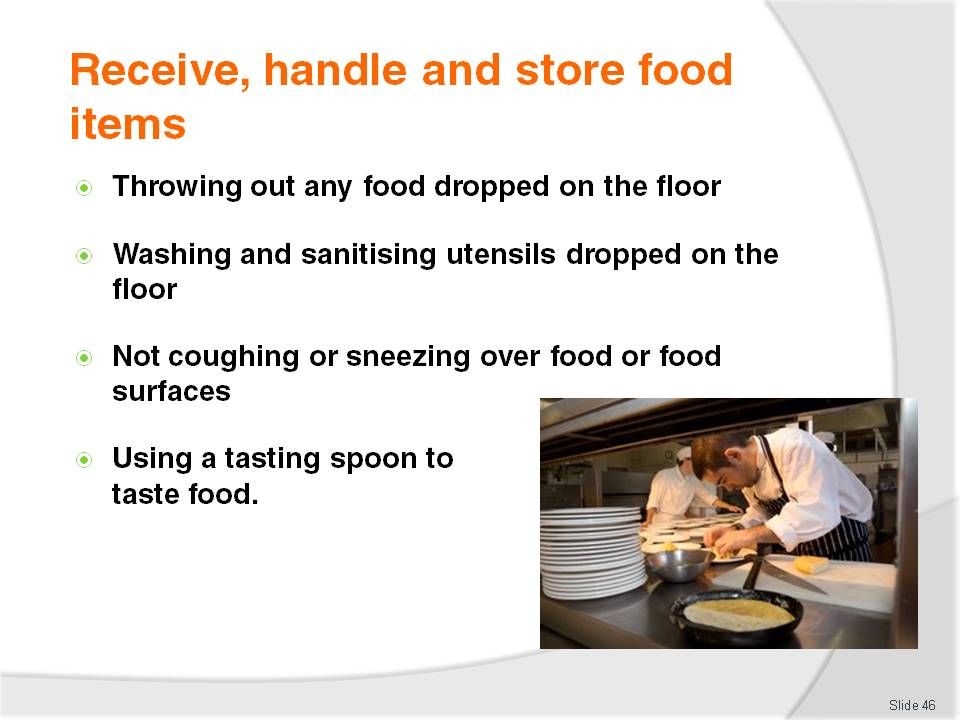 Receive, handle and store food
items
Throwing out any food dropped on the floor
Washing and sanitising utensils dropped on the
floor
Not coughing or sneezing over food or food
surfaces
Using a tasting spoon to
taste food.
Slide 46